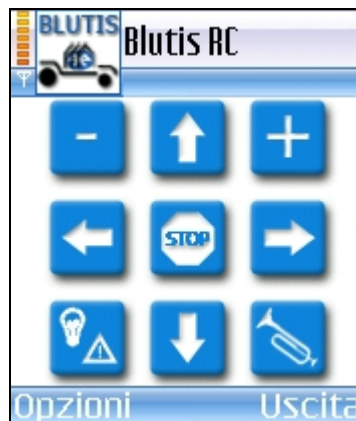 BLUTIS
Blutis RC
- +
STOP
Opzioni Uscita